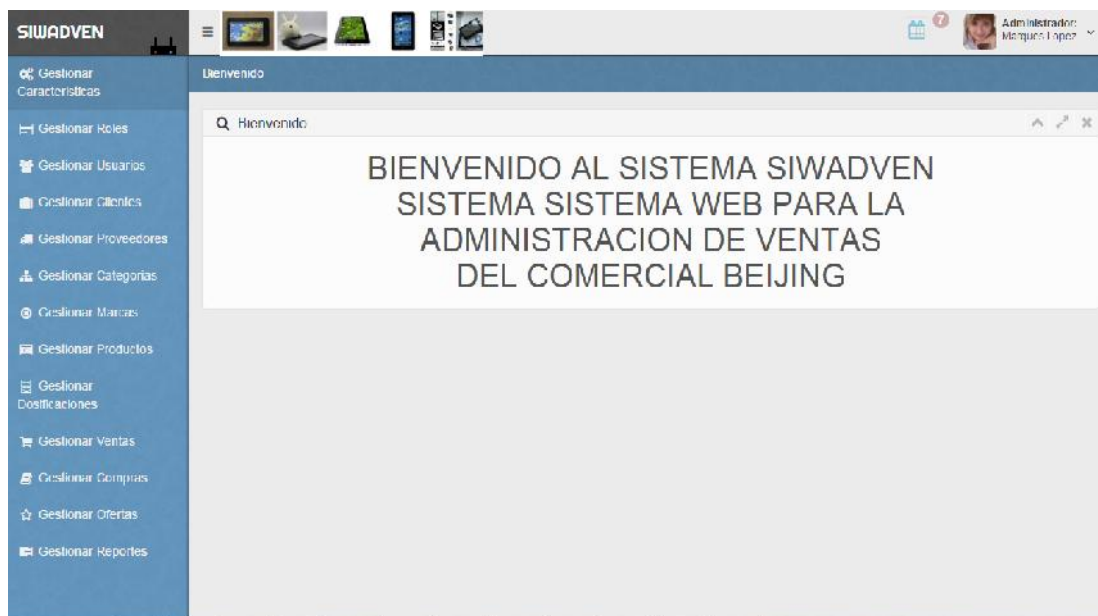 SIWADVEN
7
Administrador:
Marques Lopez
Gestionar
Caracteristicas
Bienvenido
Gestionar Roles
Bienvenido
Gestionar Usuarios
BIENVENIDO AL SISTEMA SIWADVEN
Gestionar Clientes
SISTEMA SISTEMA WEB PARA LA
Gestionar Proveedores
ADMINISTRACION DE VENTAS
Gestionar Categorias
DEL COMERCIAL BEIJING
Gestionar Marcas
Gestionar Productos
Gestionar
Dosificaciones
Gestionar Ventas
Gestionar Compras
Gestionar Ofertas
Gestionar Reportes